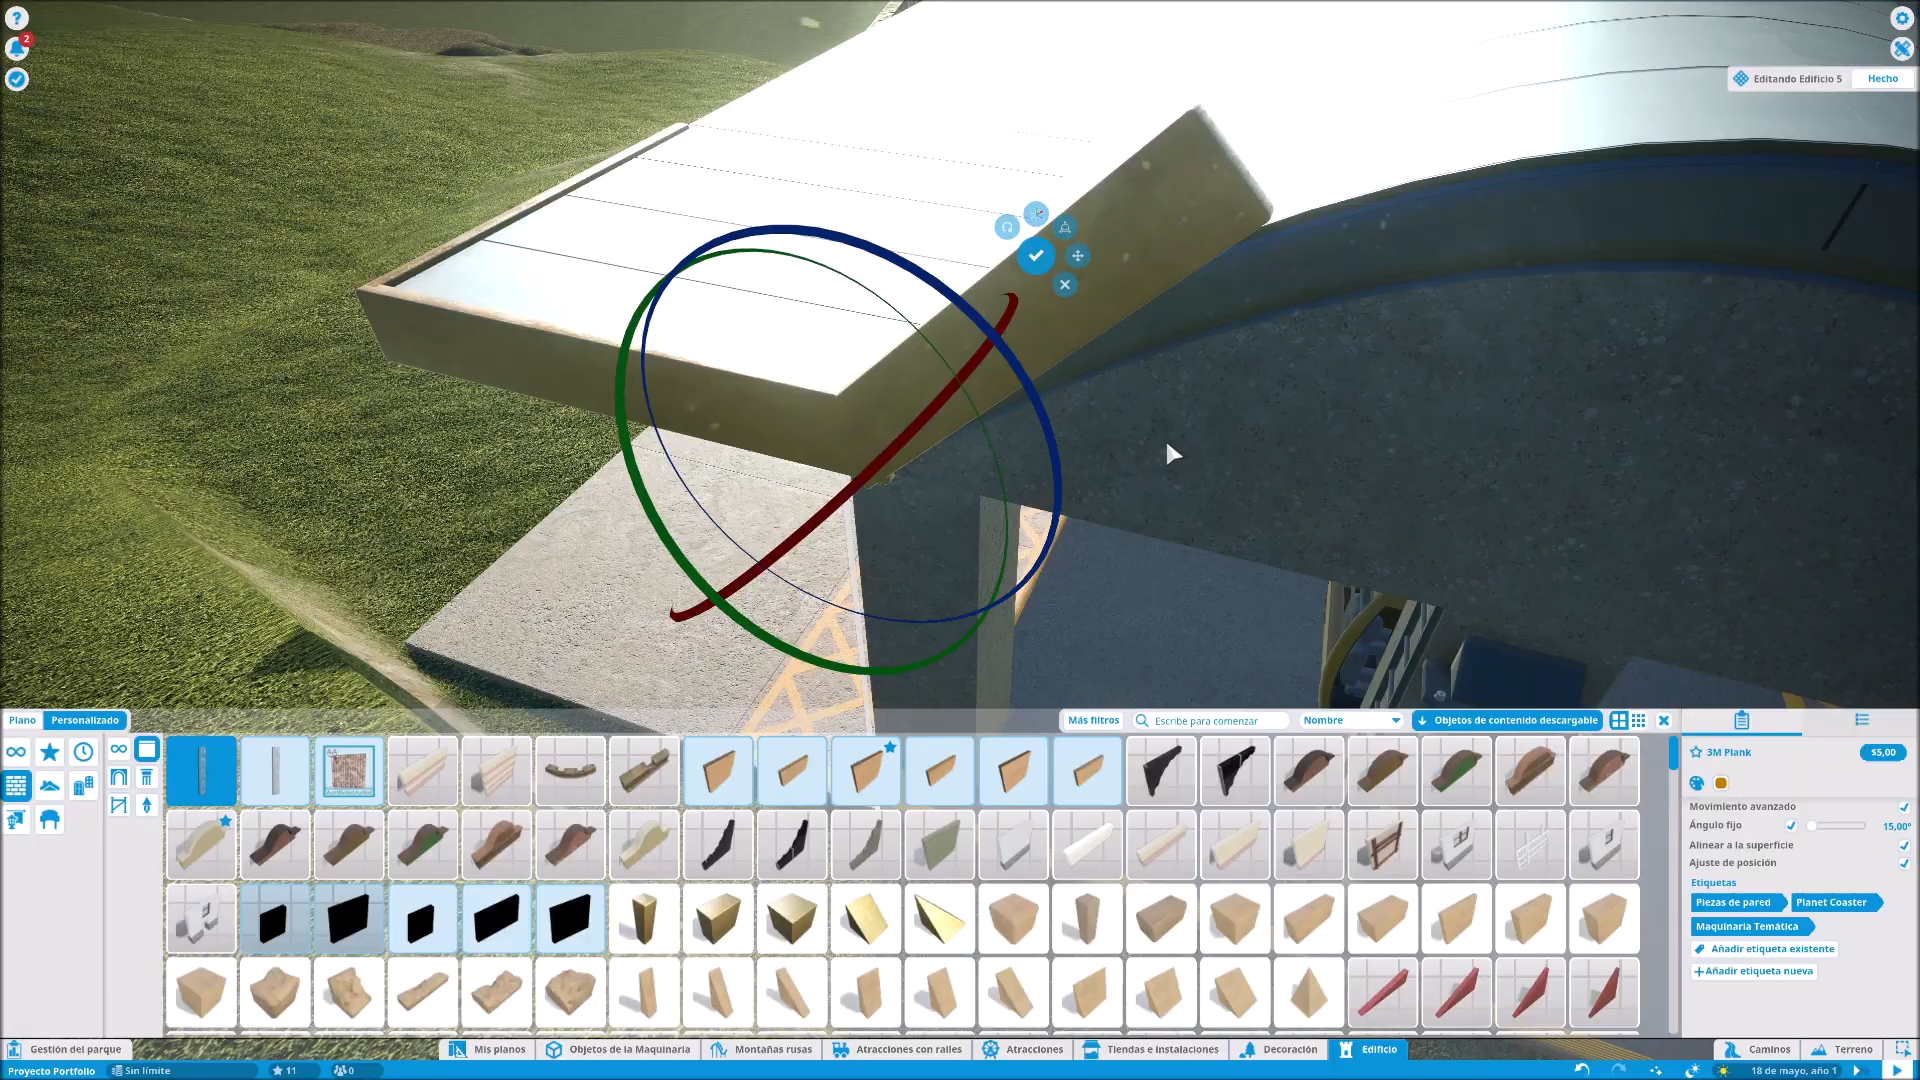 ?
2
Editando Edificio 5
Hecho
Plano
Personalizado
Más filtros
Escribe para comenzar
Nombre
Objetos de contenido descargable
3M Plank
$5,00
Movimiento avanzado
Ángulo fijo
15,00°
Alinear a la superficie
Ajuste de posición
Etiquetas
Piezas de pared
Planet Coaster
Maquinaria Temática
Añadir etiqueta existente
+Añadir etiqueta nueva
Gestión del parque
Mis planos
Objetos de la Maquinaria
Montañas rusas
Atracciones con raíles
Atracciones
Tiendas e instalaciones
Decoración
Edificio
Caminos
Terreno
Proyecto Portfolio
Sin límite
11
0
18 de mayo, año 1